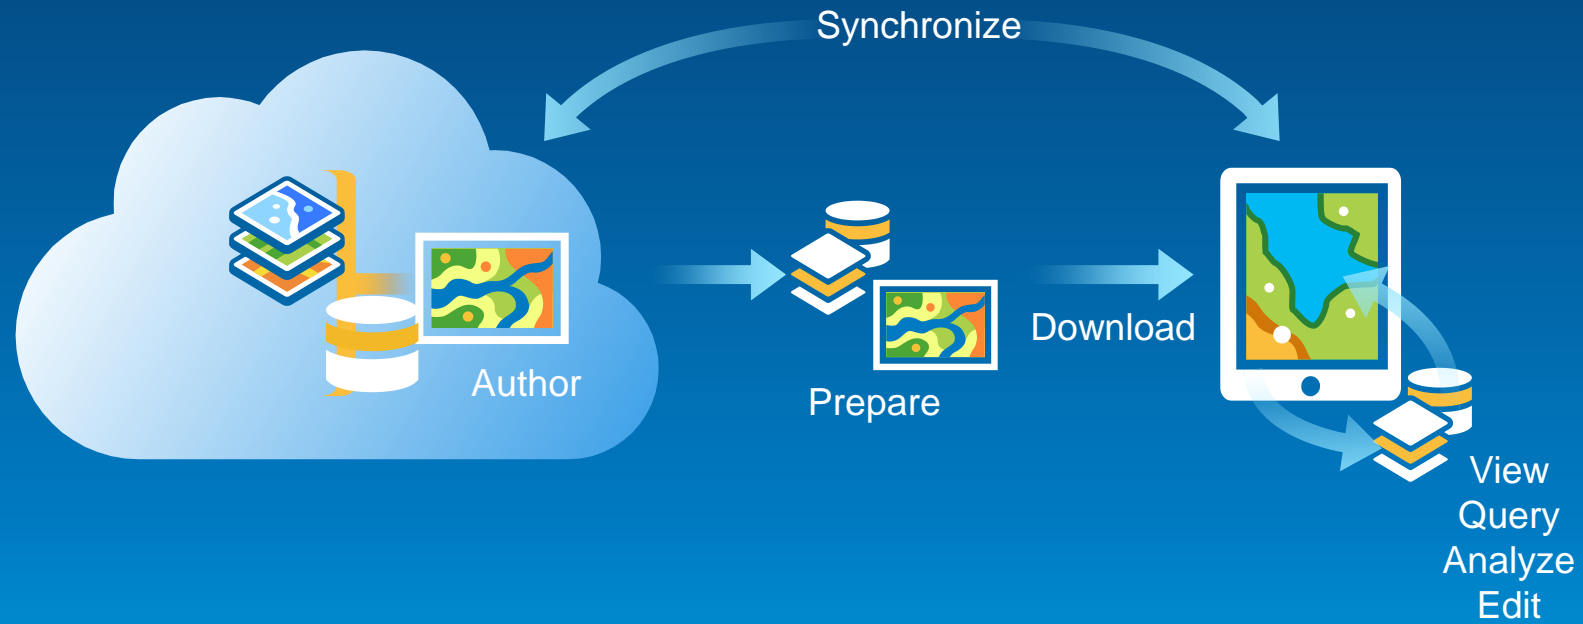 Synchronize
Author
Prepare
Download
View
Query
Analyze
Edit